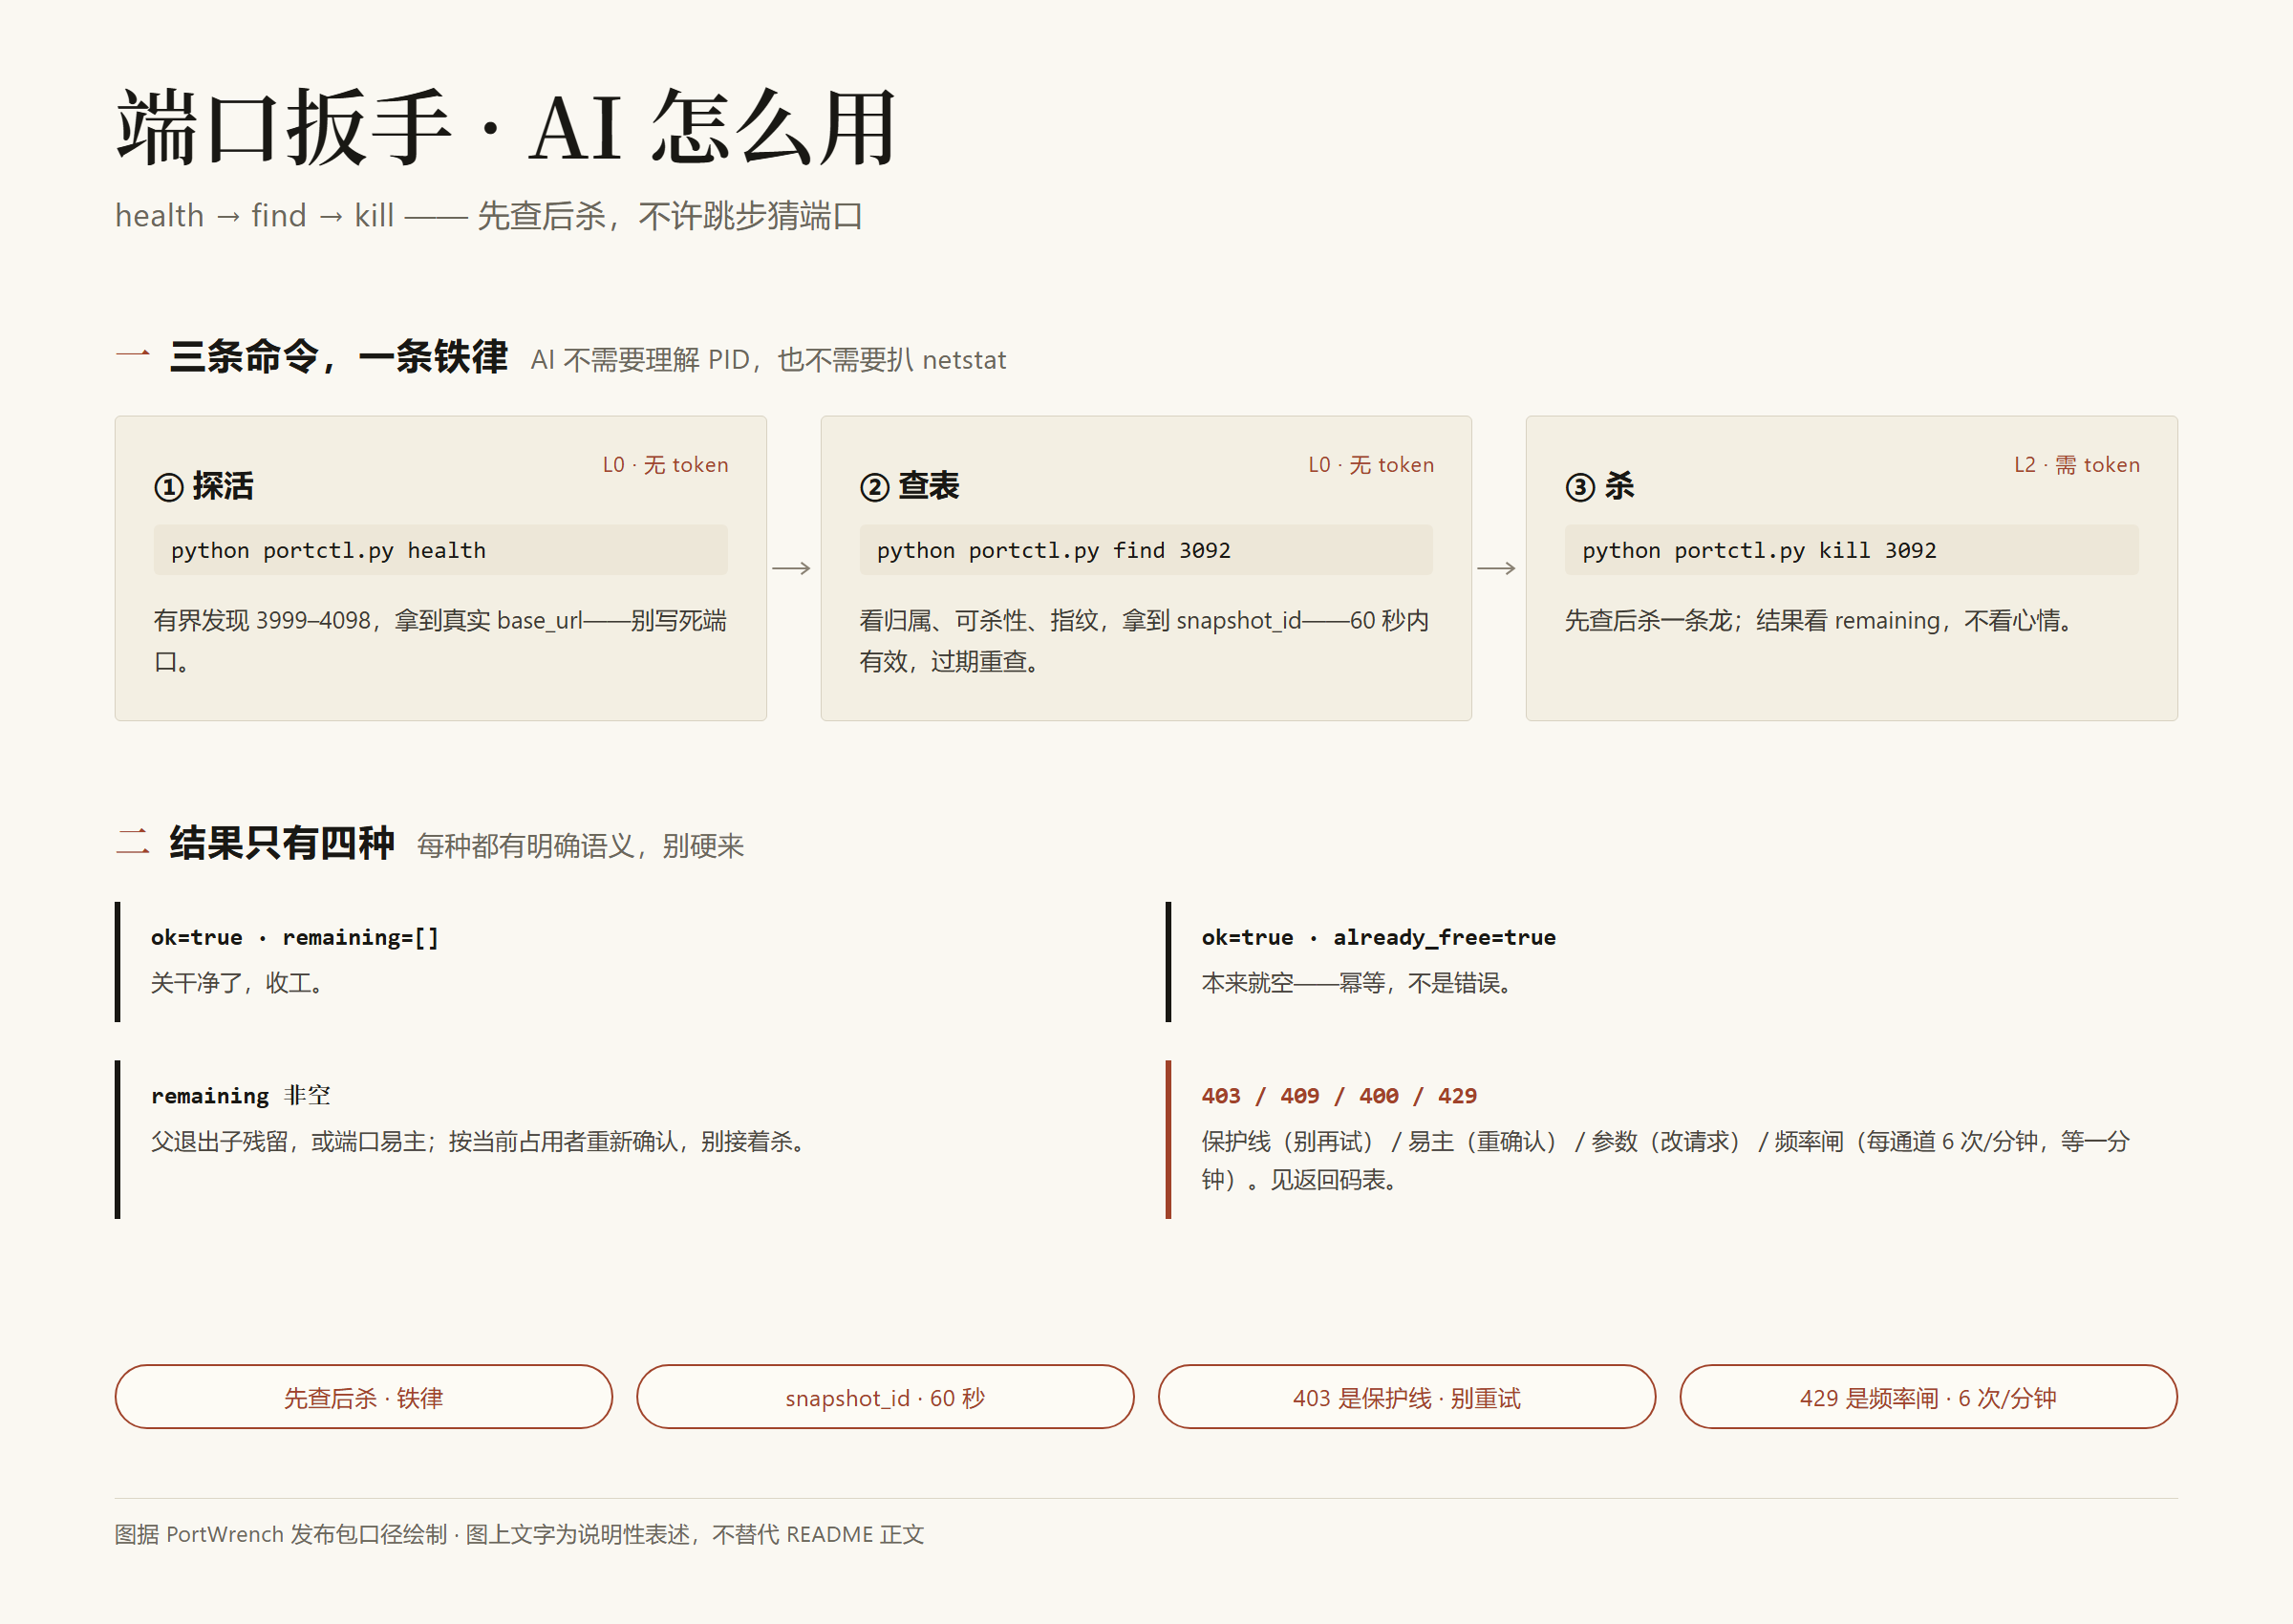 端口扳手 · AI 怎么用
health → find → kill —— 先查后杀，不许跳步猜端口
一 三条命令，一条铁律 AI 不需要理解 PID，也不需要扒 netstat
① 探活 L0 · 无 token
python portctl.py health
有界发现 3999–4098，拿到真实 base_url——别写死端
口。
→
② 查表 L0 · 无 token
python portctl.py find 3092
看归属、可杀性、指纹，拿到 snapshot_id——60 秒内
有效，过期重查。
→
③ 杀 L2 · 需 token
python portctl.py kill 3092
先查后杀一条龙；结果看 remaining，不看心情。
二 结果只有四种 每种都有明确语义，别硬来
ok=true · remaining=[]
关干净了，收工。
ok=true · already_free=true
本来就空——幂等，不是错误。
remaining 非空
父退出子残留，或端口易主；按当前占用者重新确认，别接着杀。
403 / 409 / 400 / 429
保护线（别再试） / 易主（重确认） / 参数（改请求） / 频率闸（每通道 6 次/分钟，等一分
钟）。见返回码表。
先查后杀 · 铁律
snapshot_id · 60 秒
403 是保护线 · 别重试
429 是频率闸 · 6 次/分钟
图据 PortWrench 发布包口径绘制 · 图上文字为说明性表述，不替代 README 正文